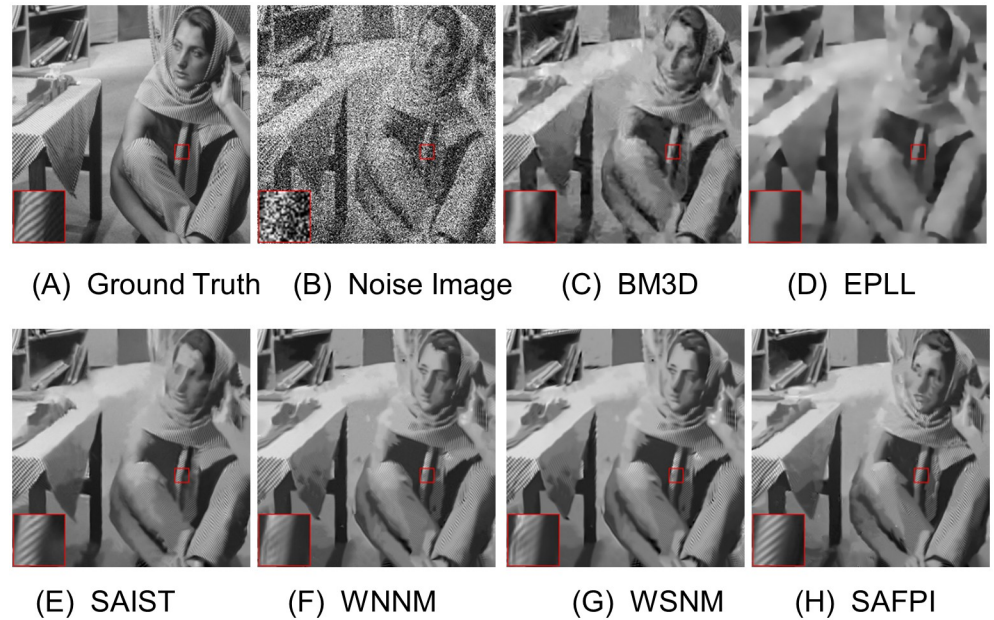 (A) Ground Truth (B) Noise Image (C) BM3D (D) EPLL
(E) SAIST (F) WNNM (G) WSNM (H) SAFPI